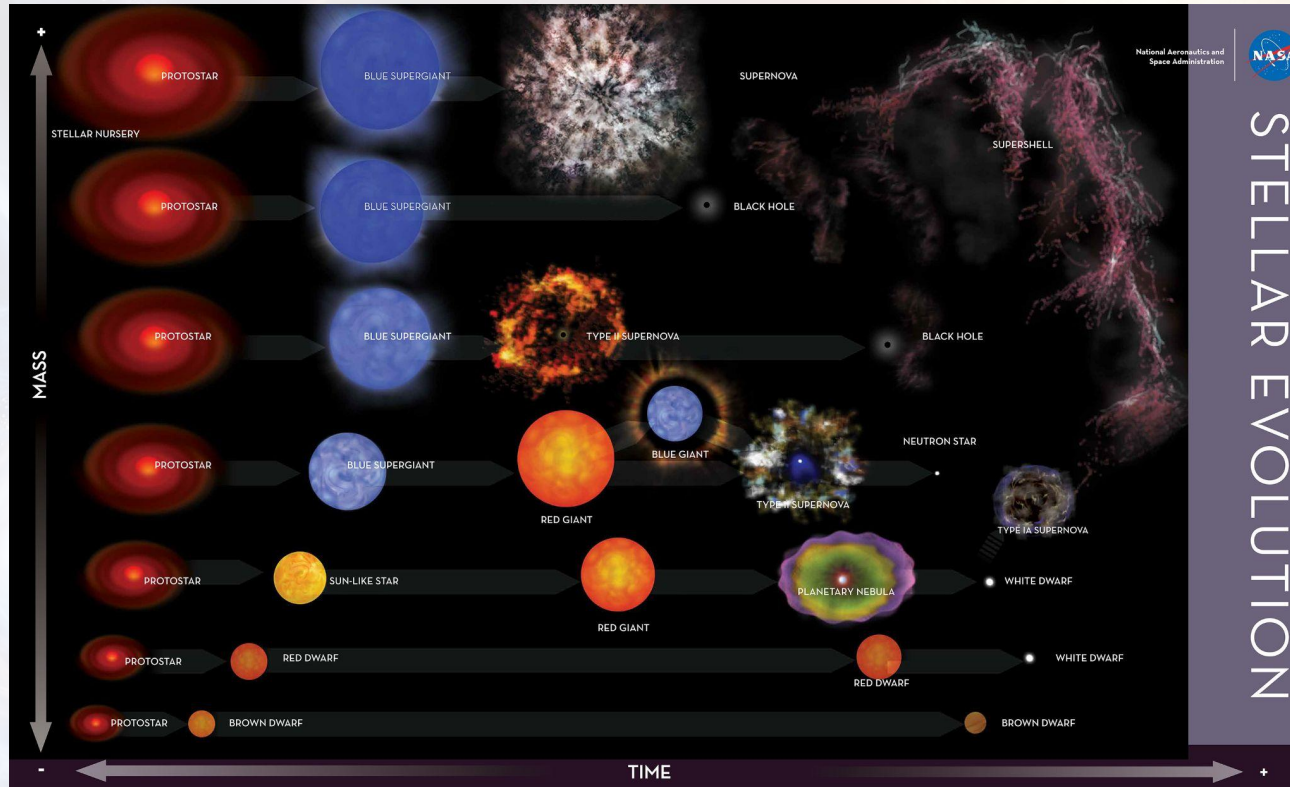 +
National Aeronautics and
Space Administration
NASA
STELLAR EVOLUTION
PROTOSTAR
BLUE SUPERGIANT
SUPERNOVA
STELLAR NURSERY
SUPERSHELL
PROTOSTAR
BLUE SUPERGIANT
BLACK HOLE
PROTOSTAR
BLUE SUPERGIANT
TYPE II SUPERNOVA
BLACK HOLE
MASS
PROTOSTAR
BLUE SUPERGIANT
RED GIANT
BLUE GIANT
TYPE II SUPERNOVA
NEUTRON STAR
TYPE IA SUPERNOVA
PROTOSTAR
SUN-LIKE STAR
RED GIANT
PLANETARY NEBULA
WHITE DWARF
PROTOSTAR
RED DWARF
RED DWARF
WHITE DWARF
PROTOSTAR
BROWN DWARF
BROWN DWARF
-
TIME
+